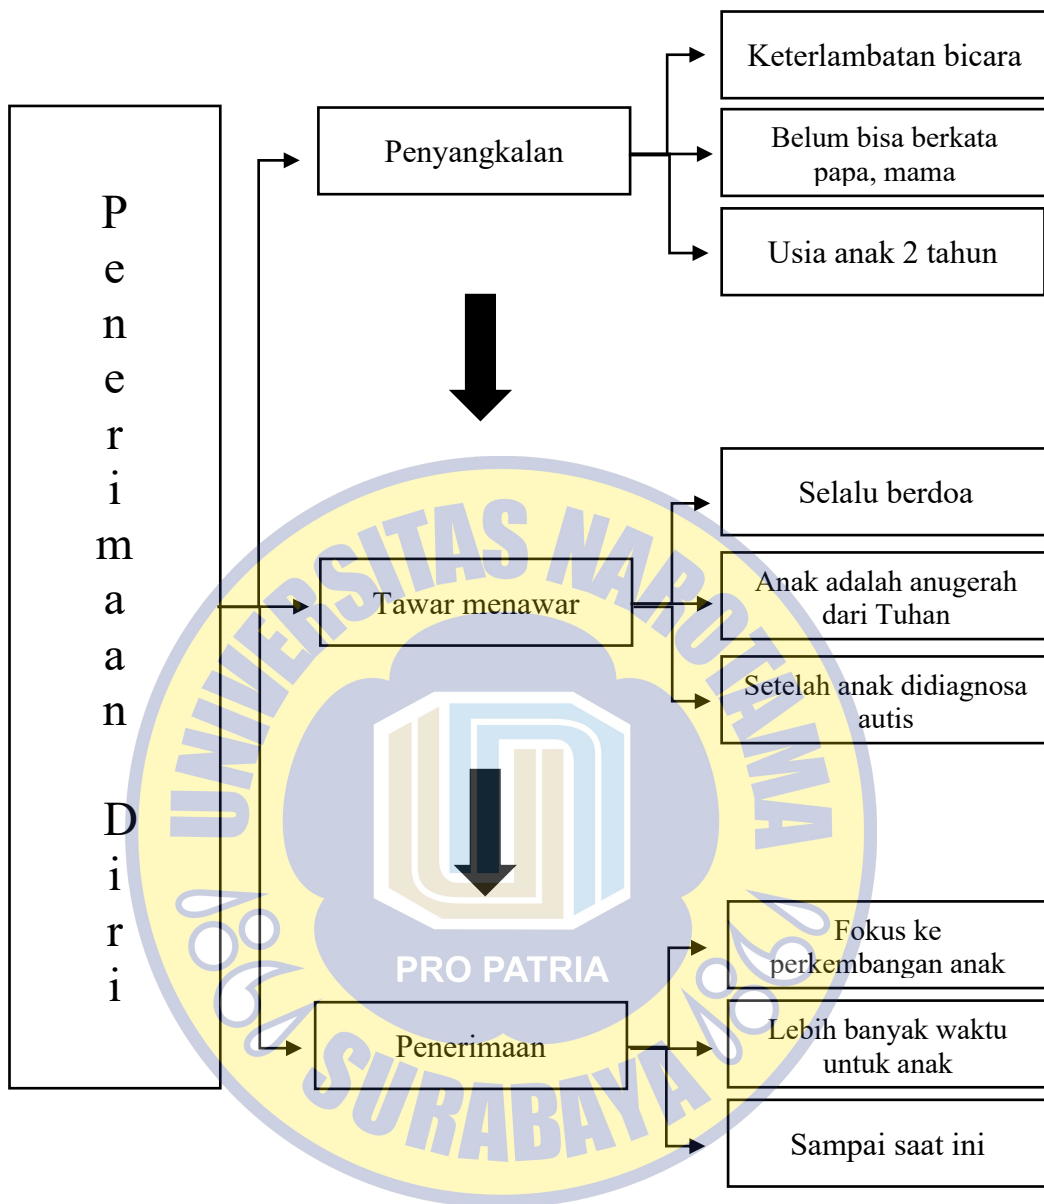 Penerimaan Diri
Penyangkalan
Keterlambatan bicara
Belum bisa berkata
papa, mama
Usia anak 2 tahun
Tawar menawar
Selalu berdoa
Anak adalah anugerah
dari Tuhan
Setelah anak didiagnosa
autis
Penerimaan
Fokus ke
perkembangan anak
Lebih banyak waktu
untuk anak
Sampai saat ini
UNIVERSITAS NAROTAMA
PRO PATRIA
SURABAYA